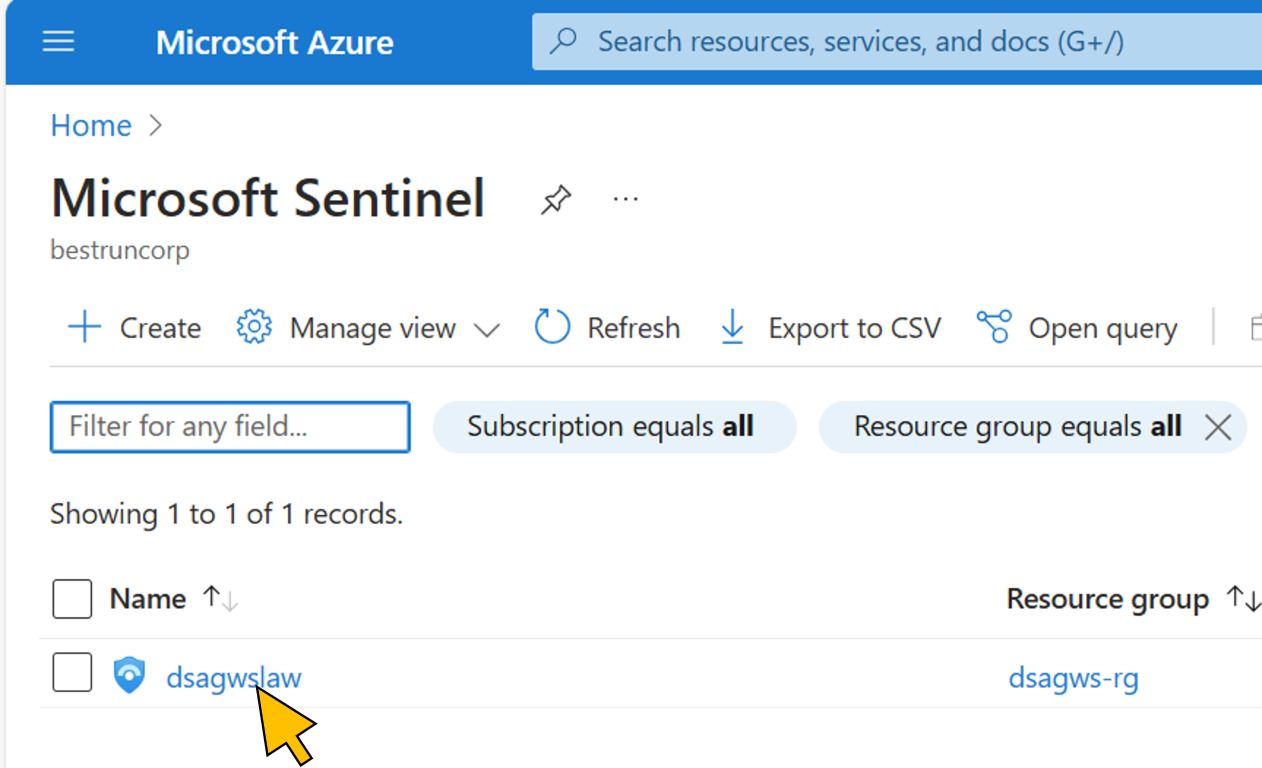 Microsoft Azure
Search resources, services, and docs (G+/)
Home
Microsoft Sentinel
bestruncorp
Create Manage view Refresh Export to CSV Open query
Filter for any field... Subscription equals all Resource group equals all
Showing 1 to 1 of 1 records.
Name Resource group
dsagwslaw dsagws-rg